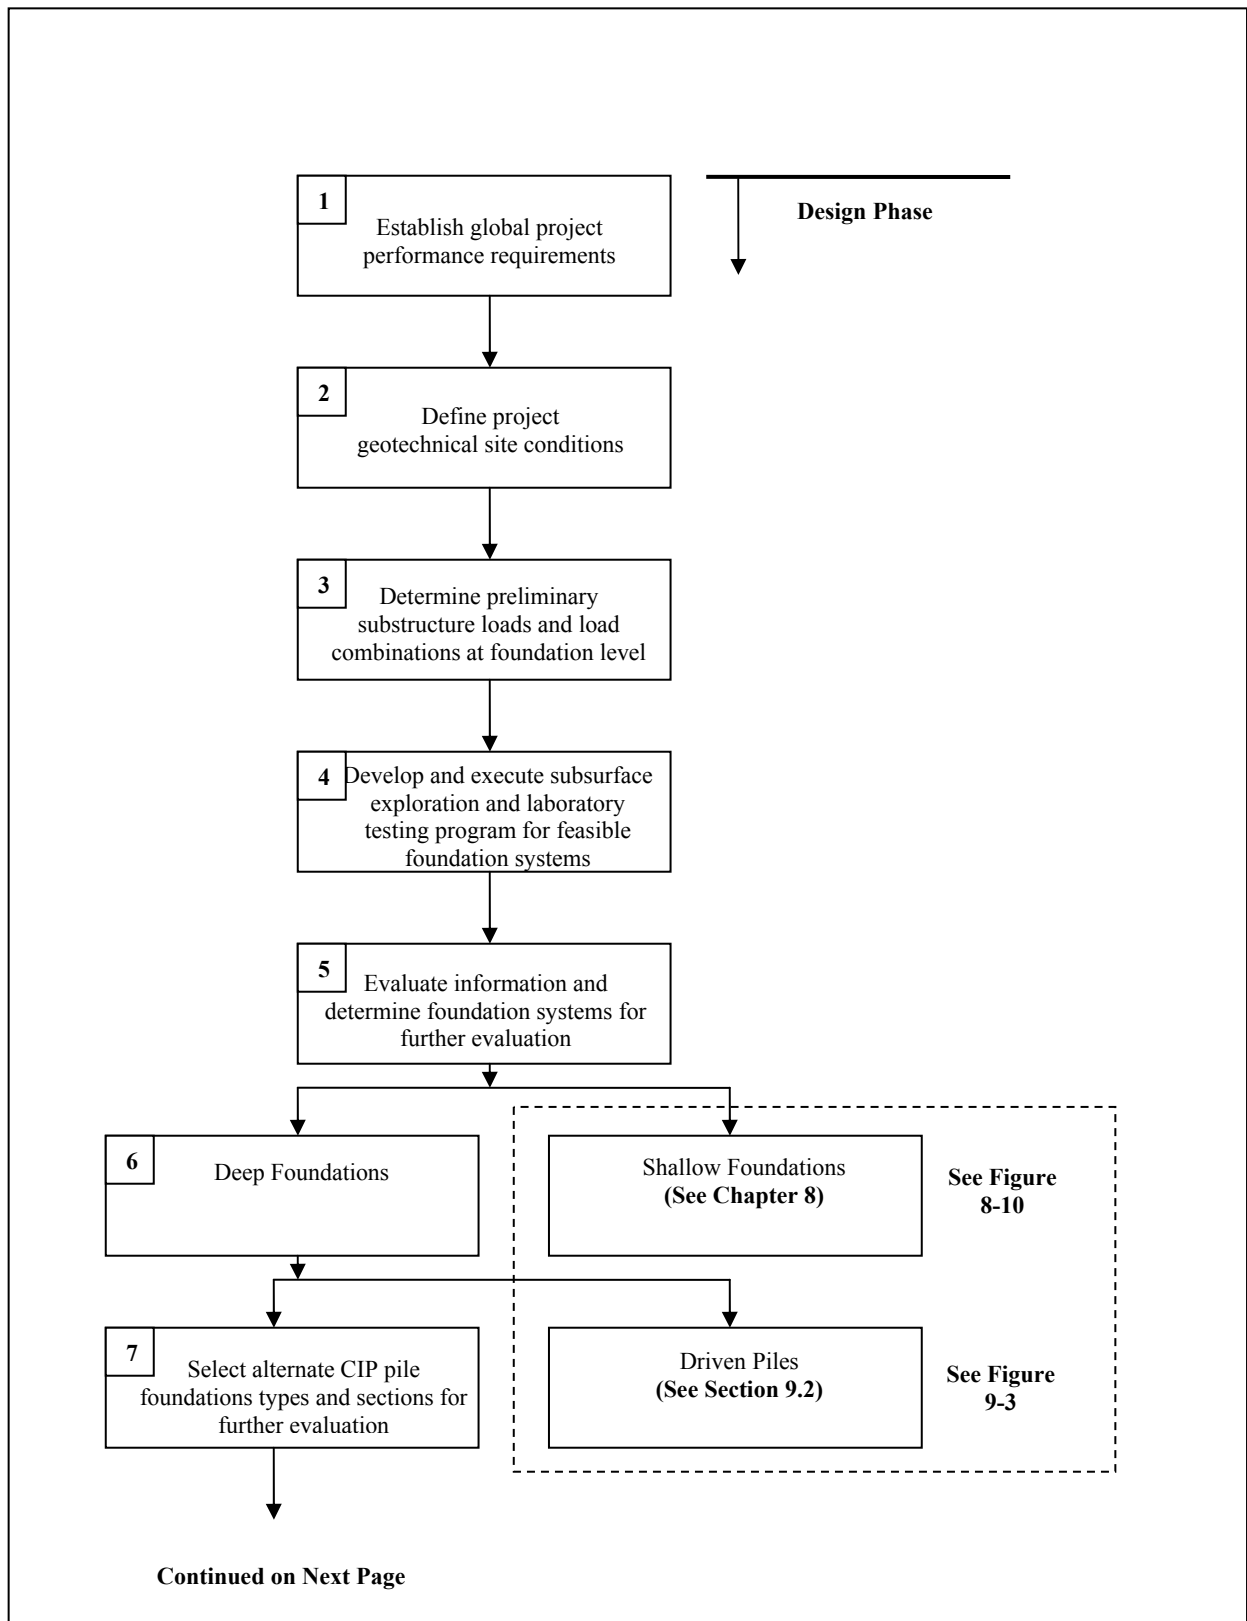 1
Establish global project
performance requirements
Design Phase
2
Define project
geotechnical site conditions
3
Determine preliminary
substructure loads and load
combinations at foundation level
4
Develop and execute subsurface
exploration and laboratory
testing program for feasible
foundation systems
5
Evaluate information and
determine foundation systems for
further evaluation
6
Deep Foundations
Shallow Foundations
(See Chapter 8)
See Figure
8-10
7
Select alternate CIP pile
foundations types and sections for
further evaluation
Driven Piles
(See Section 9.2)
See Figure
9-3
Continued on Next Page